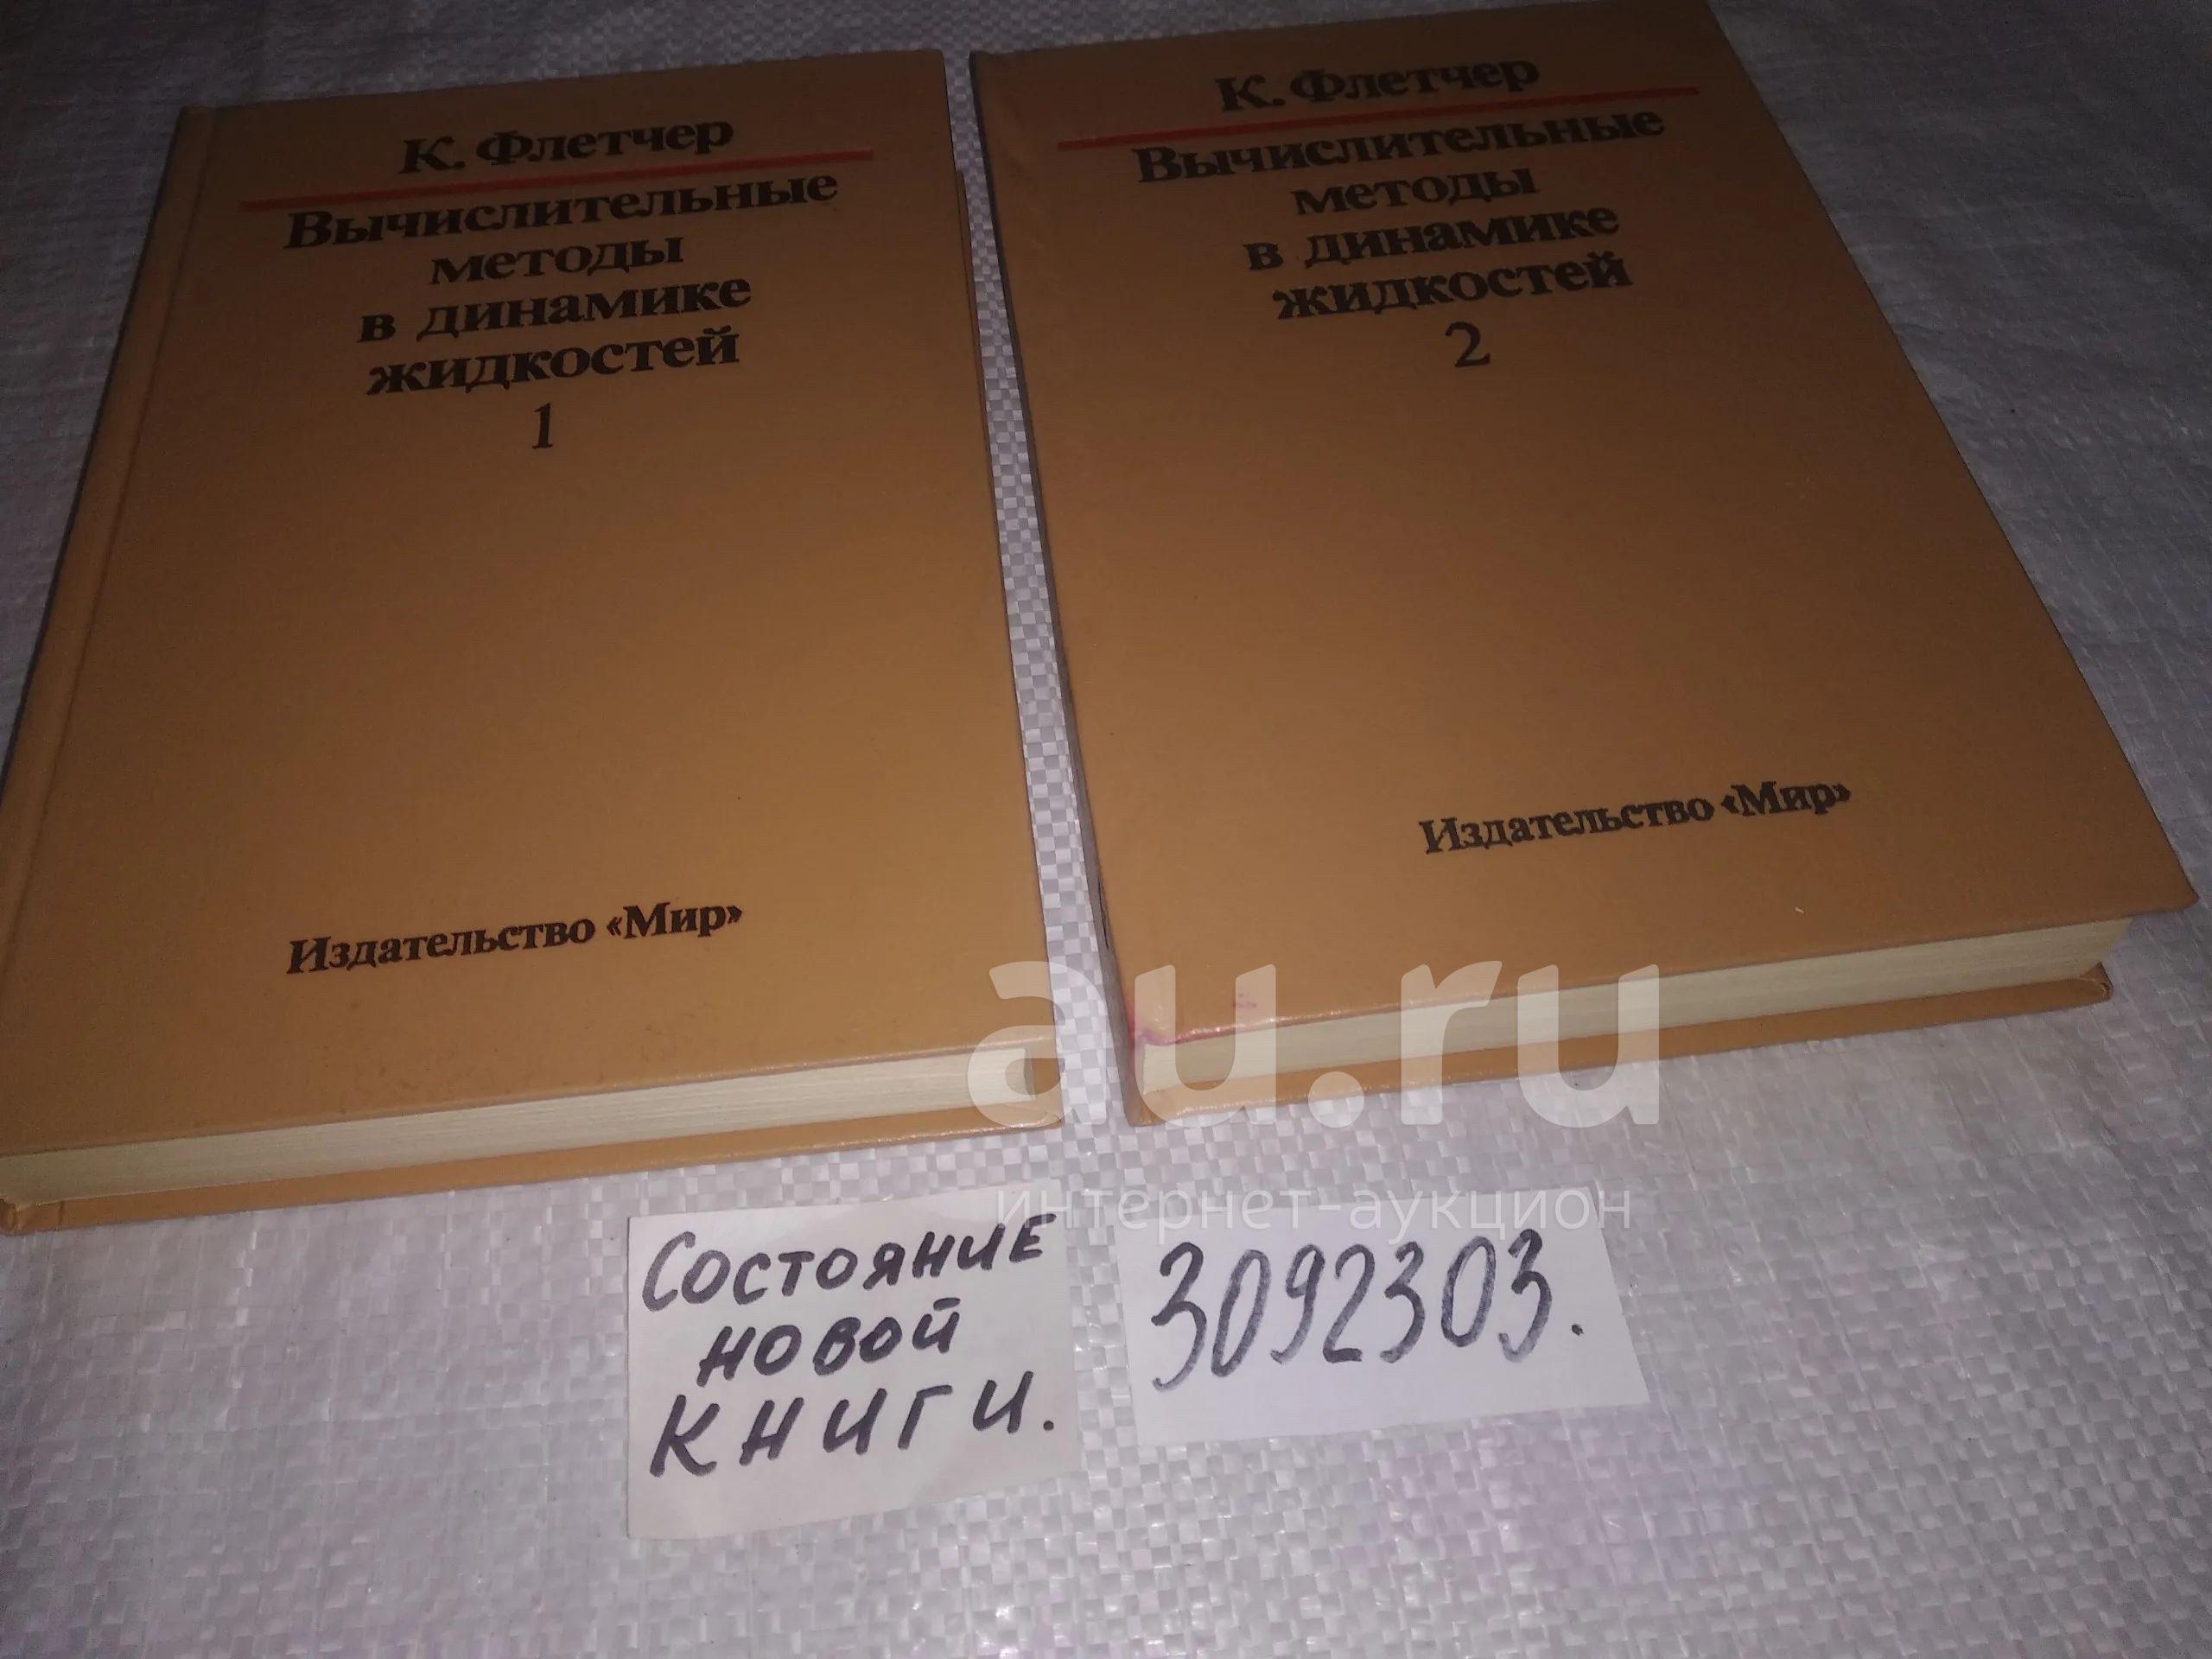 К. Флетчер
Вычислительные
методы
в динамике
жидкостей
1
Издательство «Мир»
К. Флетчер
Вычислительные
методы
в динамике
жидкостей
2
Издательство «Мир»
au.ru
интернет-аукцион
Состояние
новой
книги.
3092303.